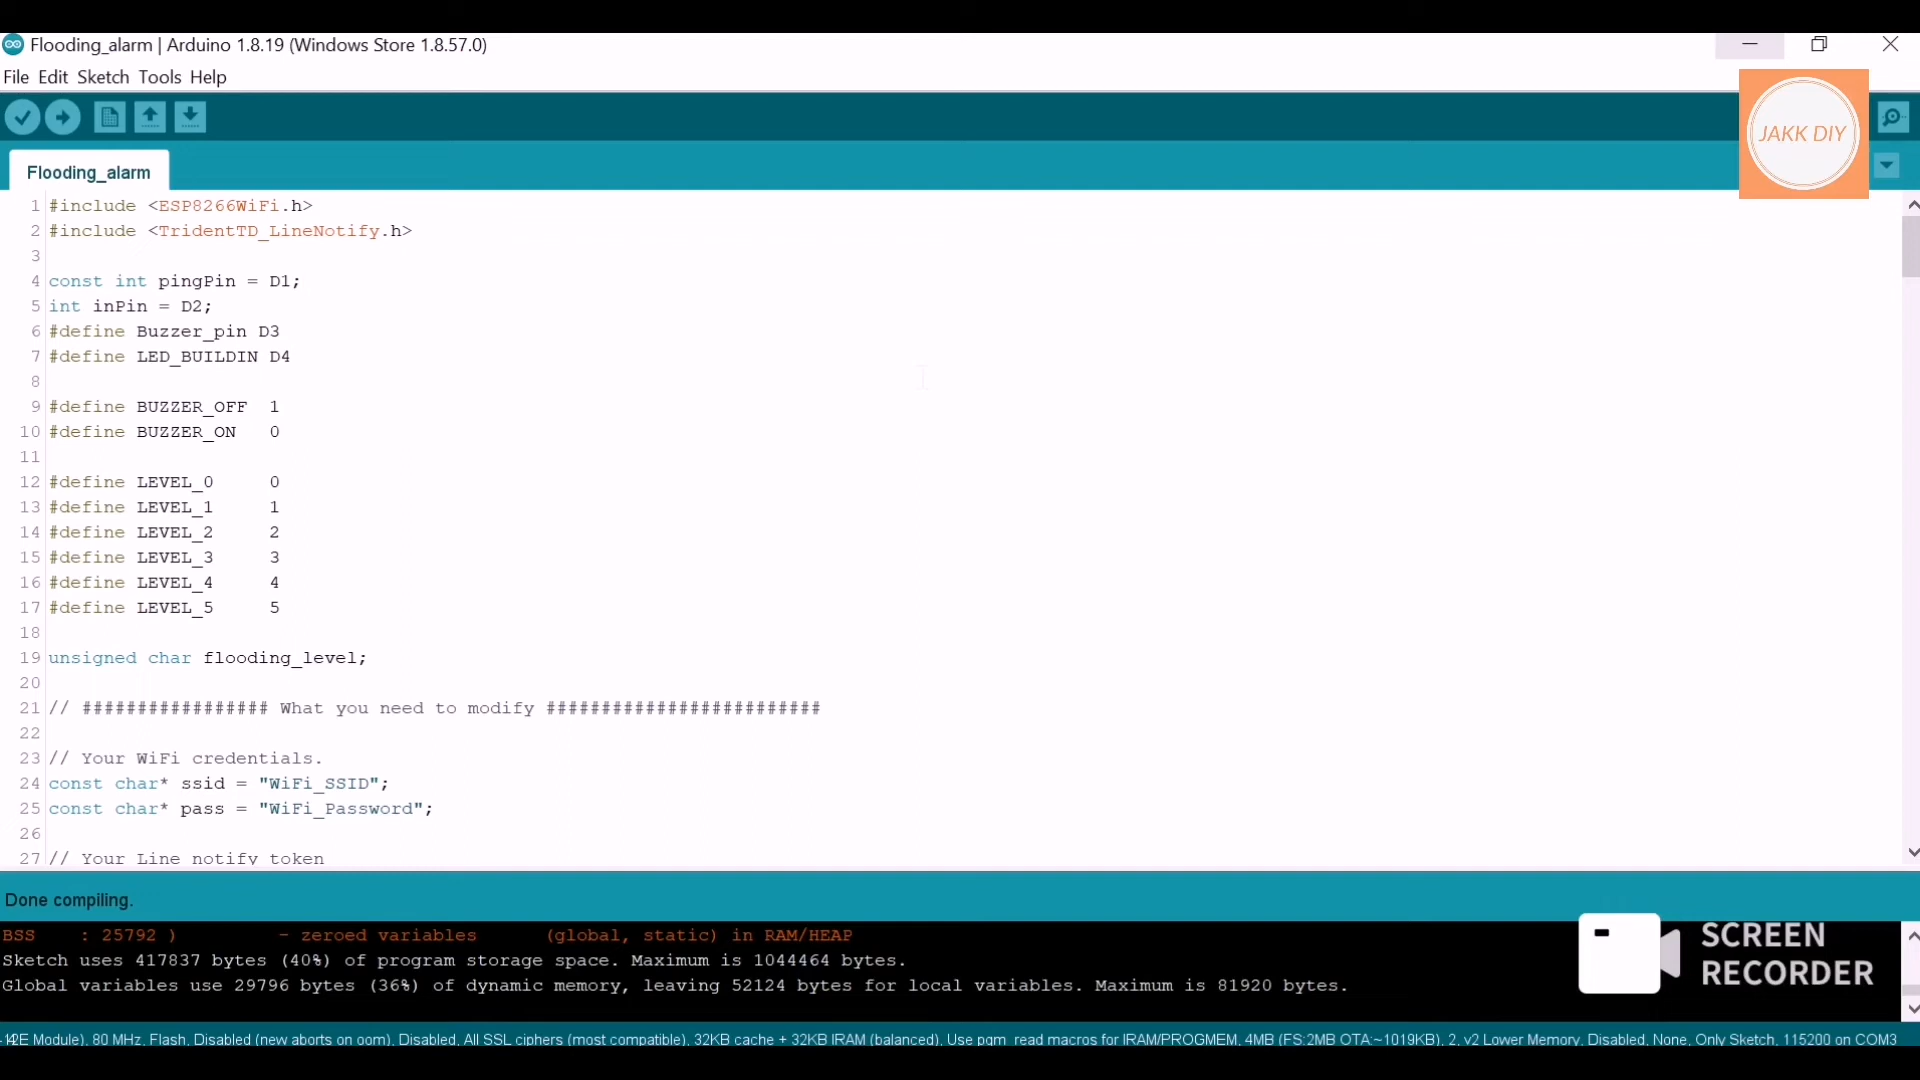 Flooding_alarm | Arduino 1.8.19 (Windows Store 1.8.57.0)
File Edit Sketch Tools Help
JAKK DIY
Flooding_alarm
1 #include <ESP8266WiFi.h>
2 #include <TridentTD_LineNotify.h>
3
4 const int pingPin = D1;
5 int inPin = D2;
6 #define Buzzer_pin D3
7 #define LED_BUILDIN D4
8
9 #define BUZZER_OFF  1
10 #define BUZZER_ON   0
11
12 #define LEVEL_0     0
13 #define LEVEL_1     1
14 #define LEVEL_2     2
15 #define LEVEL_3     3
16 #define LEVEL_4     4
17 #define LEVEL_5     5
18
19 unsigned char flooding_level;
20
21 // ################# What you need to modify #########################
22
23 // Your WiFi credentials.
24 const char* ssid = "WiFi_SSID";
25 const char* pass = "WiFi_Password";
26
27 // Your Line notify token
Done compiling.
BSS    : 25792 )         - zeroed variables      (global, static) in RAM/HEAP
Sketch uses 417837 bytes (40%) of program storage space. Maximum is 1044464 bytes.
Global variables use 29796 bytes (36%) of dynamic memory, leaving 52124 bytes for local variables. Maximum is 81920 bytes.
SCREEN
RECORDER
Module), 80 MHz, Flash, Disabled (new aborts on oom), Disabled, All SSL ciphers (most compatible), 32KB cache + 32KB IRAM (balanced), Use pgm_read macros for IRAM/PROGMEM, 4MB (FS:2MB OTA:~1019KB), 2, v2 Lower Memory, Disabled, None, Only Sketch, 115200 on COM3